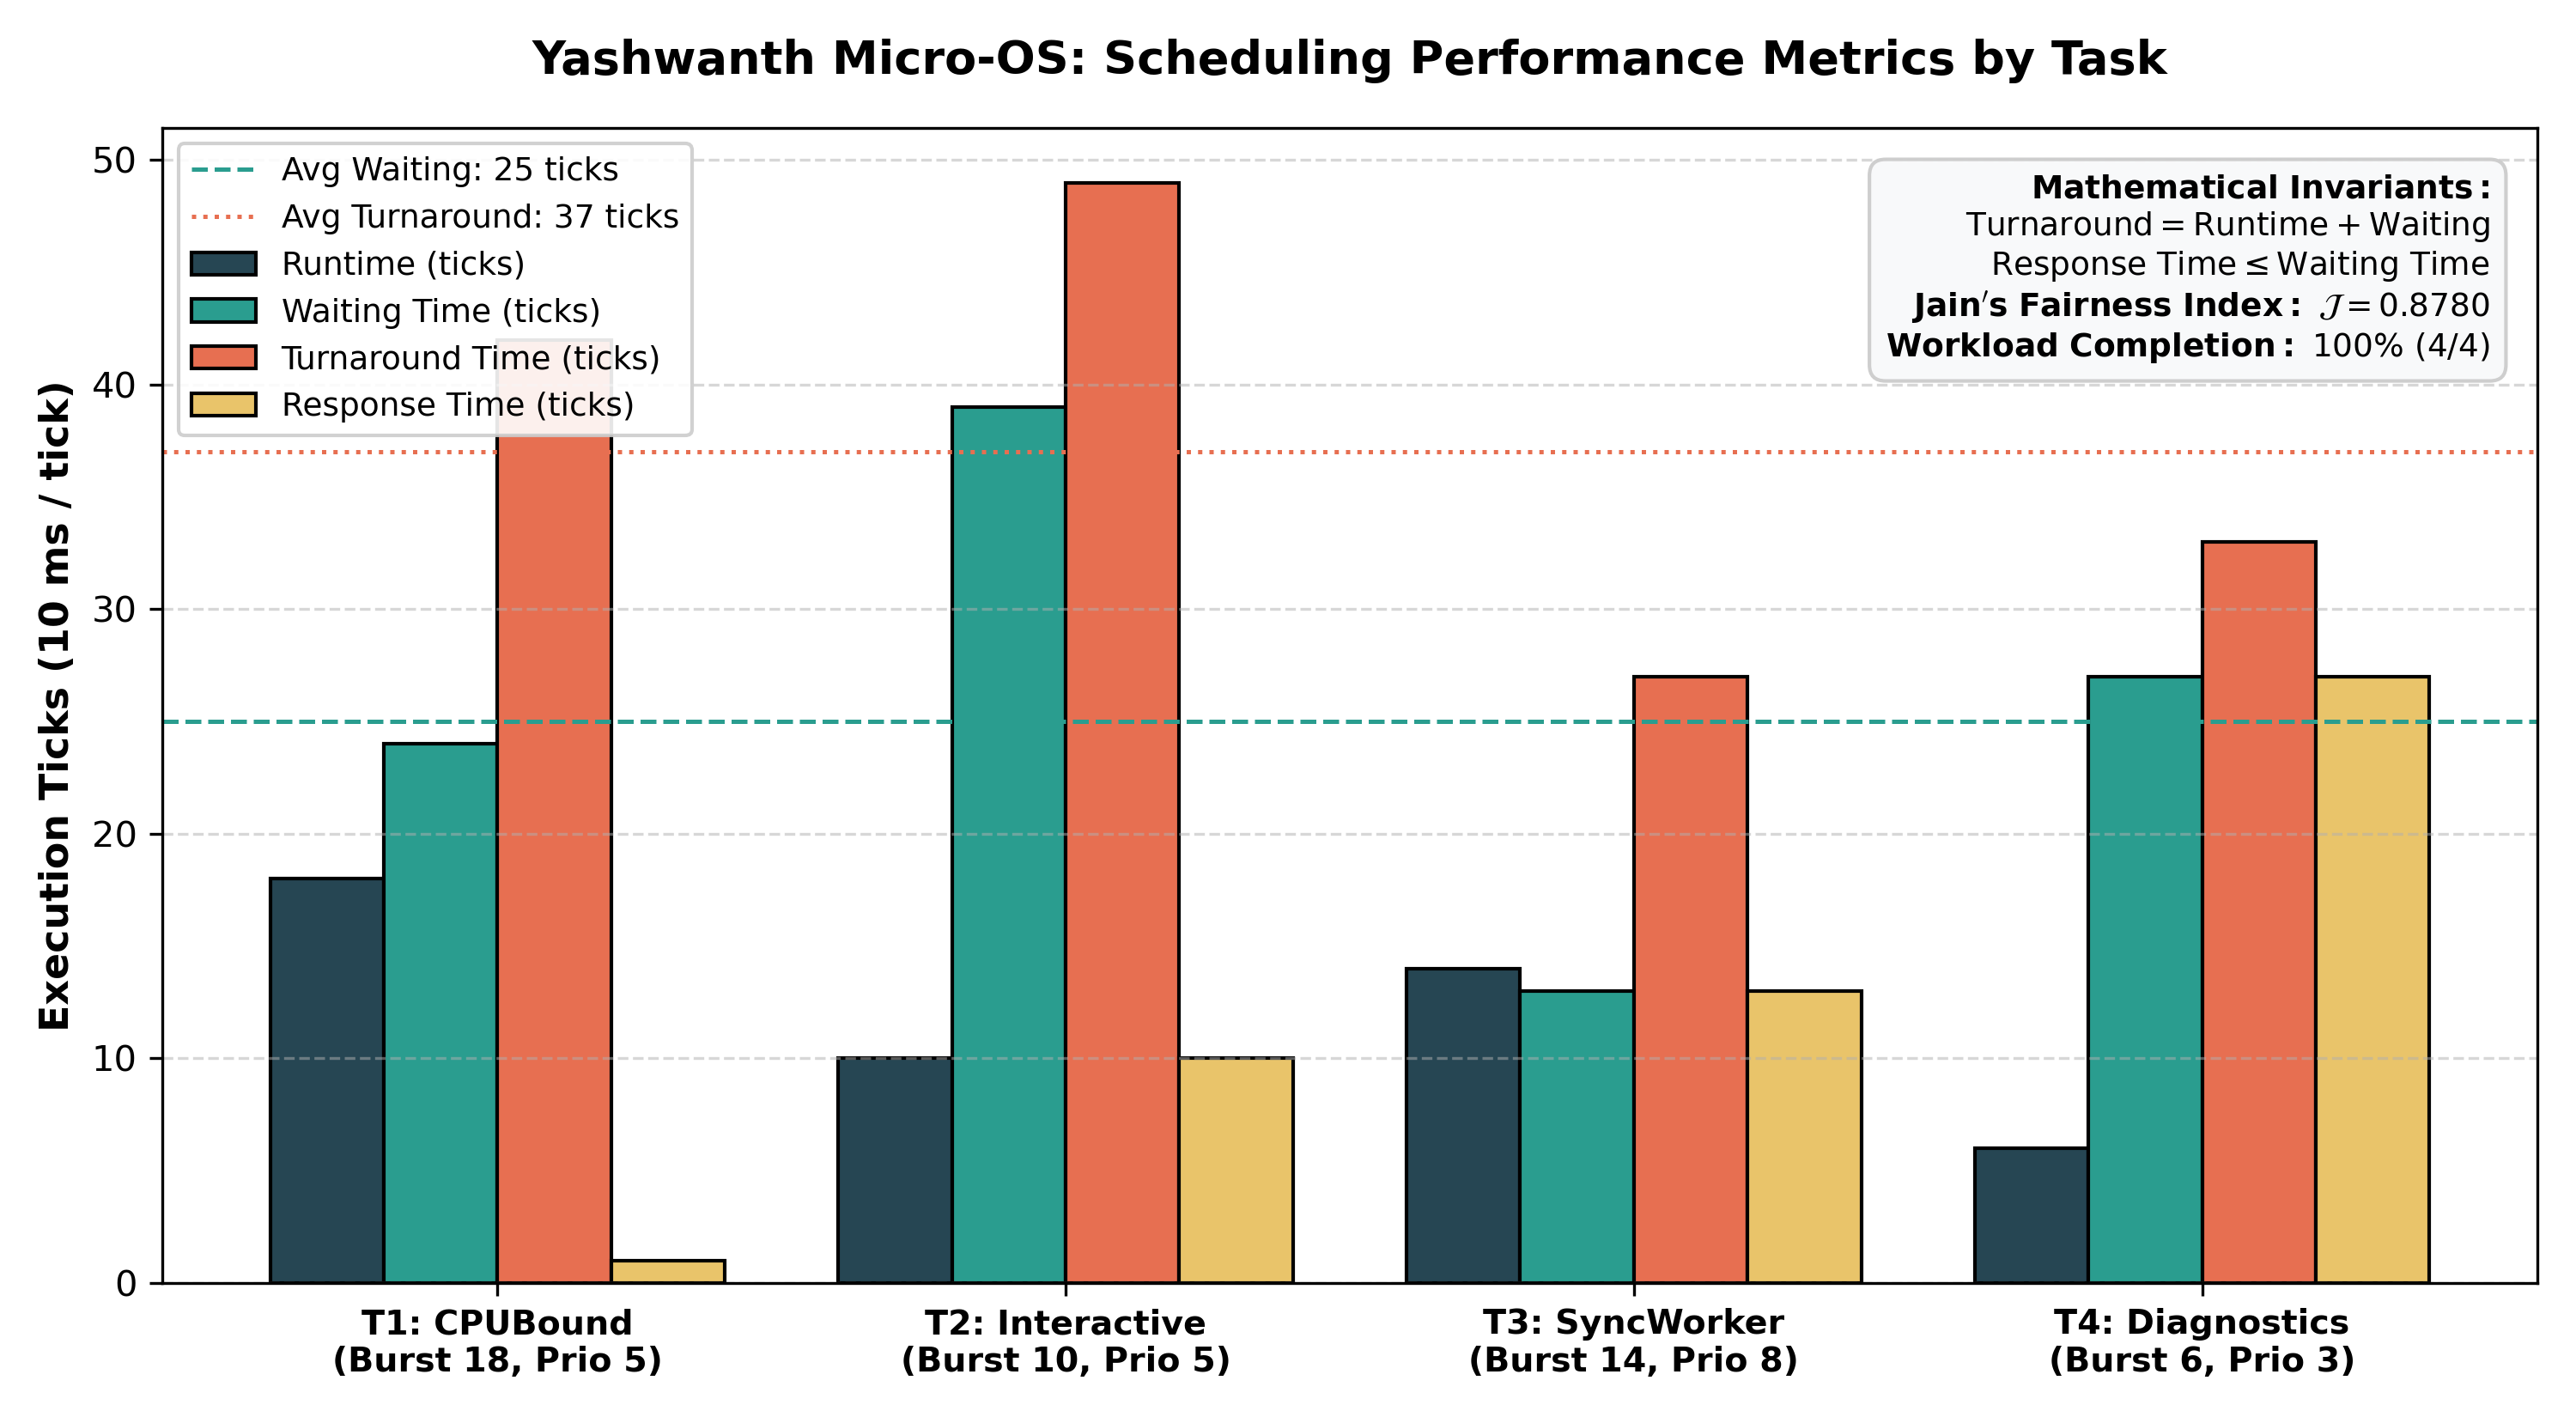 Yashwanth Micro-OS: Scheduling Performance Metrics by Task
Execution Ticks (10 ms / tick)
50
40
30
20
10
0
Avg Waiting: 25 ticks
Avg Turnaround: 37 ticks
Runtime (ticks)
Waiting Time (ticks)
Turnaround Time (ticks)
Response Time (ticks)
Mathematical Invariants:
Turnaround = Runtime + Waiting
Response Time ≤ Waiting Time
Jain′s Fairness Index: 𝒥 = 0.8780
Workload Completion: 100% (4/4)
T1: CPUBound
(Burst 18, Prio 5)
T2: Interactive
(Burst 10, Prio 5)
T3: SyncWorker
(Burst 14, Prio 8)
T4: Diagnostics
(Burst 6, Prio 3)